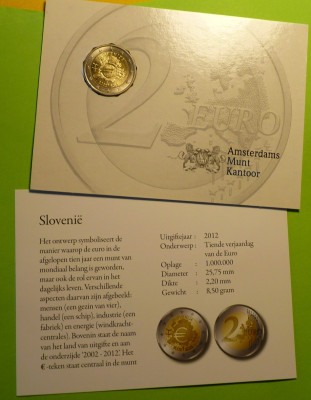 2 EURO
Amsterdams
Munt
Kantoor
Slovenië
Het ontwerp symboliseert de
manier waarop de euro in de
afgelopen tien jaar een munt van
mondiaal belang is geworden,
maar ook de rol ervan in het
dagelijks leven. Verschillende
aspecten daarvan zijn afgebeeld:
mensen (een gezin van vier),
handel (een schip), industrie (een
fabriek) en energie (windkracht-
centrales). Bovenin staat de naam
van het land van uitgifte en aan
de onderzijde '2002 - 2012'. Het
€ -teken staat centraal in de munt
Uitgiftejaar : 2012
Onderwerp : Tiende verjaardag
van de Euro
Oplage : 1.000.000
Diameter : 25,75 mm
Dikte : 2,20 mm
Gewicht : 8,50 gram